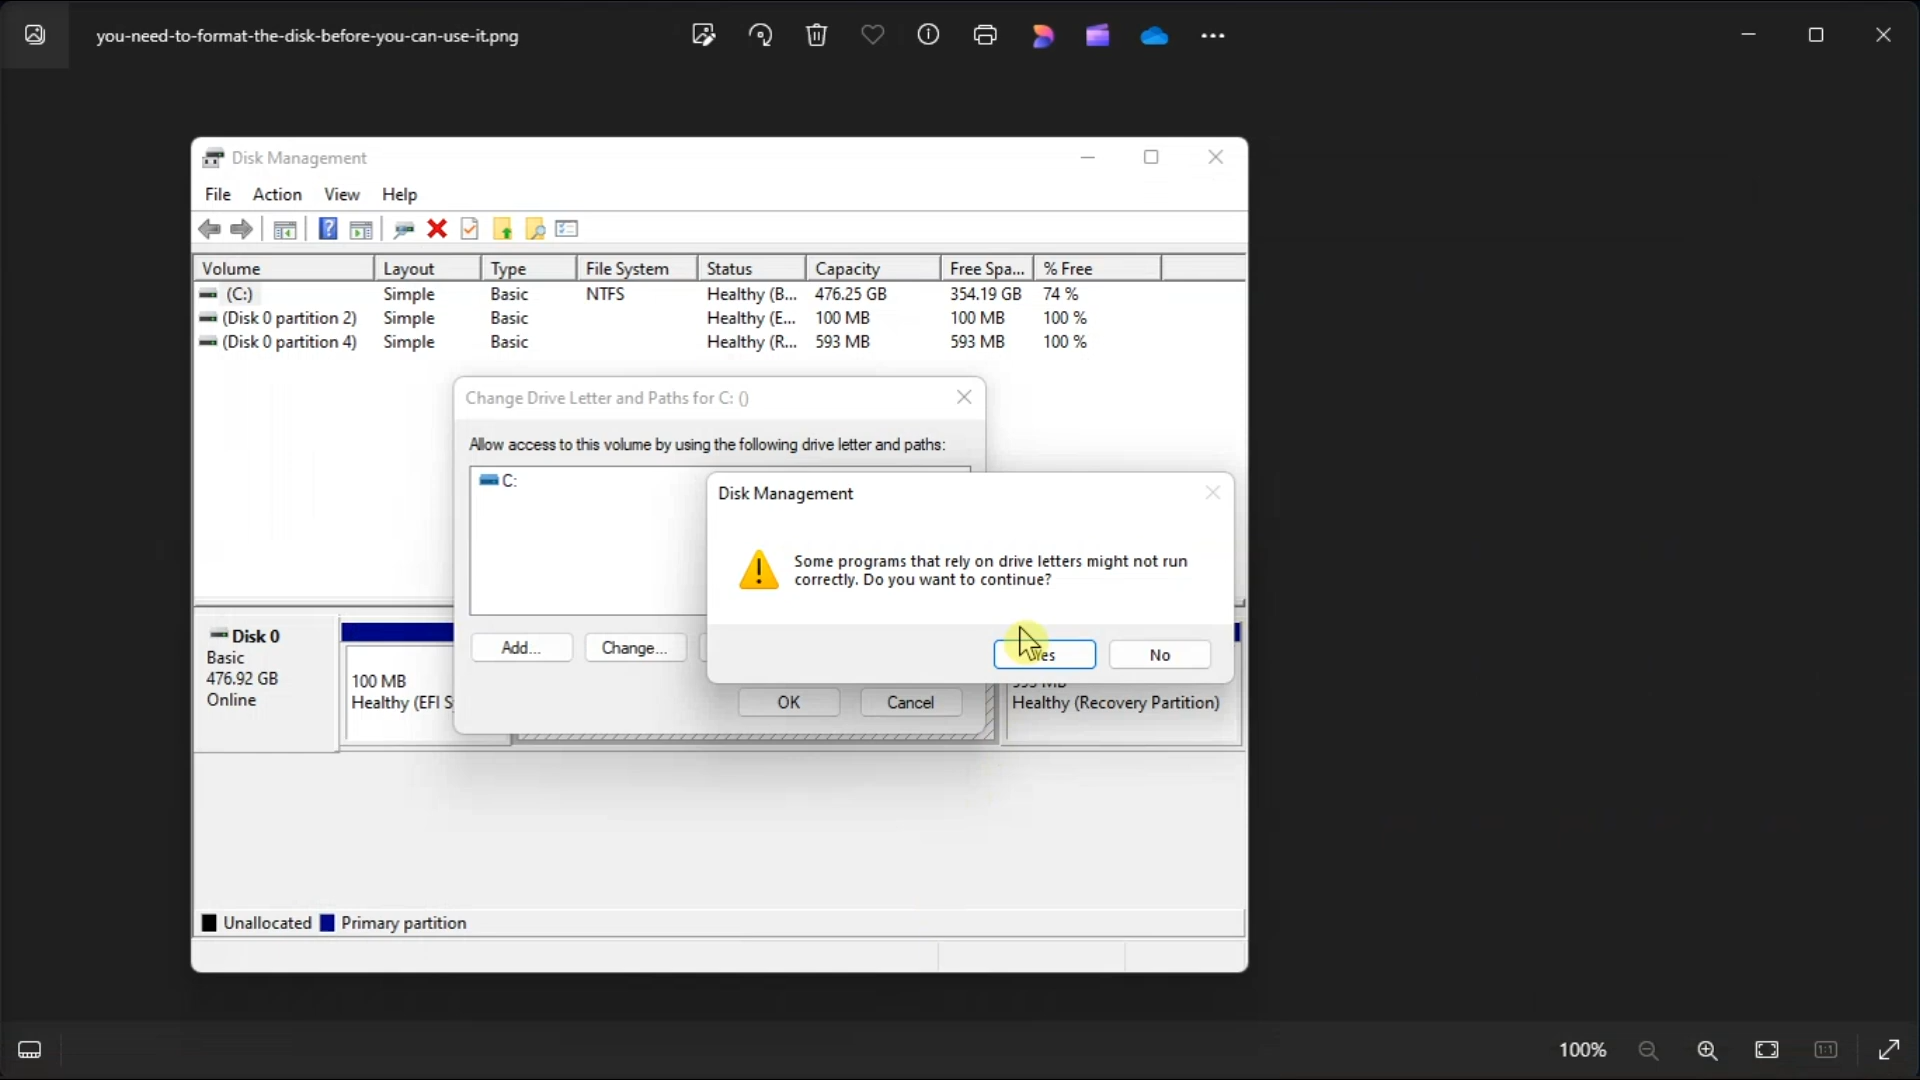 you-need-to-format-the-disk-before-you-can-use-it.png
Disk Management
File Action View Help
Volume Layout Type File System Status Capacity Free Spa... % Free
(C:) Simple Basic NTFS Healthy (B... 476.25 GB 354.19 GB 74 %
(Disk 0 partition 2) Simple Basic Healthy (E... 100 MB 100 MB 100 %
(Disk 0 partition 4) Simple Basic Healthy (R... 593 MB 593 MB 100 %
Change Drive Letter and Paths for C: ()
Allow access to this volume by using the following drive letter and paths:
C:
Disk Management
Some programs that rely on drive letters might not run
correctly. Do you want to continue?
No
Add... Change...
OK Cancel
Disk 0
Basic
476.92 GB
Online
100 MB
Healthy (EFI S
Healthy (Recovery Partition)
Unallocated Primary partition
100%
1:1